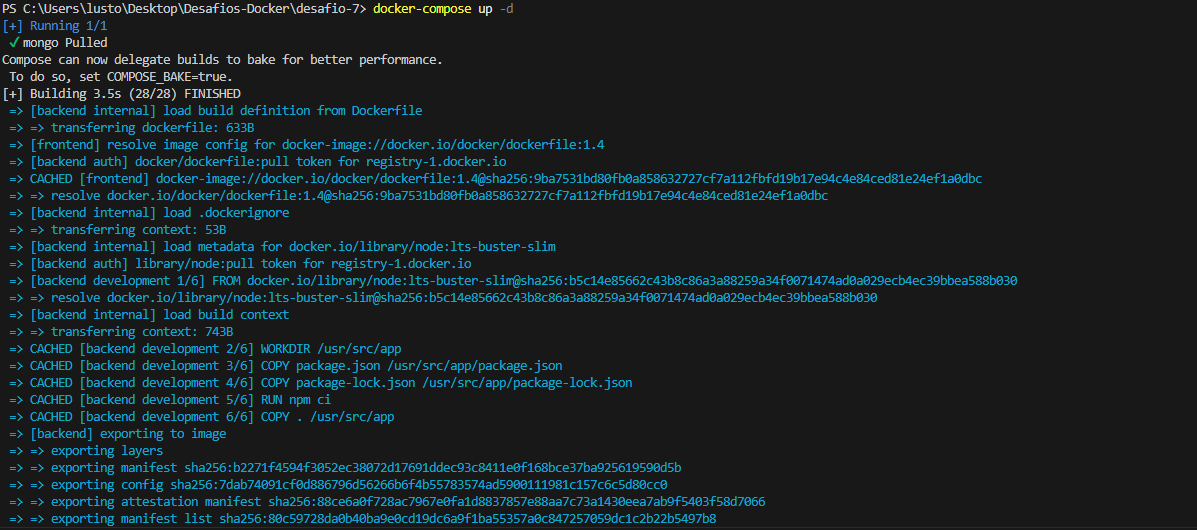 PS C:\Users\lusto\Desktop\Desafios-Docker\desafio-7> docker-compose up -d
[+] Running 1/1
✔ mongo Pulled
Compose can now delegate builds to bake for better performance.
To do so, set COMPOSE_BAKE=true.
[+] Building 3.5s (28/28) FINISHED
=> [backend internal] load build definition from Dockerfile
=> => transferring dockerfile: 633B
=> [frontend] resolve image config for docker-image://docker.io/docker/dockerfile:1.4
=> [backend auth] docker/dockerfile:pull token for registry-1.docker.io
=> CACHED [frontend] docker-image://docker.io/docker/dockerfile:1.4@sha256:9ba7531bd80fb0a858632727cf7a112fbfd19b17e94c4e84ced81e24ef1a0dbc
=> => resolve docker.io/docker/dockerfile:1.4@sha256:9ba7531bd80fb0a858632727cf7a112fbfd19b17e94c4e84ced81e24ef1a0dbc
=> [backend internal] load .dockerignore
=> => transferring context: 53B
=> [backend internal] load metadata for docker.io/library/node:lts-buster-slim
=> [backend auth] library/node:pull token for registry-1.docker.io
=> [backend development 1/6] FROM docker.io/library/node:lts-buster-slim@sha256:b5c14e85662c43b8c86a3a88259a34f0071474ad0a029ecb4ec39bbea588b030
=> => resolve docker.io/library/node:lts-buster-slim@sha256:b5c14e85662c43b8c86a3a88259a34f0071474ad0a029ecb4ec39bbea588b030
=> [backend internal] load build context
=> => transferring context: 743B
=> CACHED [backend development 2/6] WORKDIR /usr/src/app
=> CACHED [backend development 3/6] COPY package.json /usr/src/app/package.json
=> CACHED [backend development 4/6] COPY package-lock.json /usr/src/app/package-lock.json
=> CACHED [backend development 5/6] RUN npm ci
=> CACHED [backend development 6/6] COPY . /usr/src/app
=> [backend] exporting to image
=> => exporting layers
=> => exporting manifest sha256:b2271f4594f3052ec38072d17691ddec93c8411e0f168bce37ba925619590d5b
=> => exporting config sha256:7dab74091cf0d886796d56266b6f4b55783574ad5900111981c157c6c5d80cc0
=> => exporting attestation manifest sha256:88ce6a0f728ac7967e0fa1d8837857e88aa7c73a1430eea7ab9f5403f58d7066
=> => exporting manifest list sha256:80c59728da0b40ba9e0cd19dc6a9f1ba55357a0c847257059dc1c2b22b5497b8